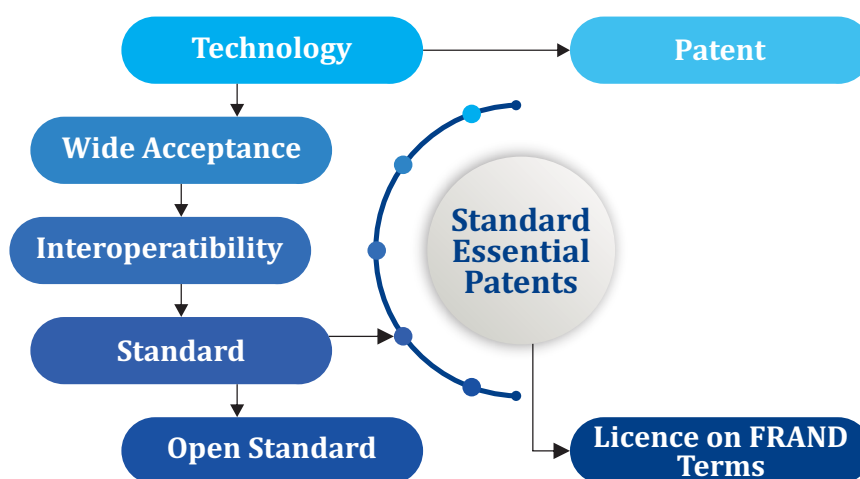 Technology
Patent
Wide Acceptance
Interoperatibility
Standard
Essential
Patents
Standard
Open Standard
Licence on FRAND
Terms